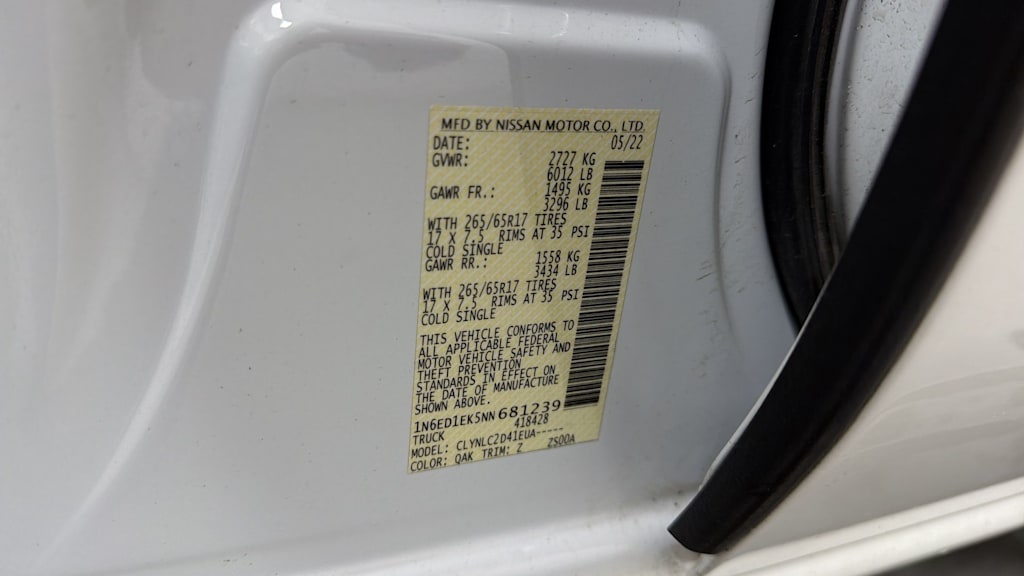 MFD BY NISSAN MOTOR CO., LTD.
DATE: 05/22
GVWR: 2727 KG
6012 LB
GAWR FR.: 1495 KG
3296 LB
WITH 265/65R17 TIRES
17 X 7.5 RIMS AT 35 PSI
COLD SINGLE
GAWR RR.: 1558 KG
3434 LB
WITH 265/65R17 TIRES
17 X 7.5 RIMS AT 35 PSI
COLD SINGLE
THIS VEHICLE CONFORMS TO
ALL APPLICABLE FEDERAL
MOTOR VEHICLE SAFETY AND
THEFT PREVENTION
STANDARDS IN EFFECT ON
THE DATE OF MANUFACTURE
SHOWN ABOVE.
1N6ED1EK5NN681239
TRUCK 418428
MODEL: CLYNLC2D41EUA-----
COLOR: QAK TRIM: Z ZS00A